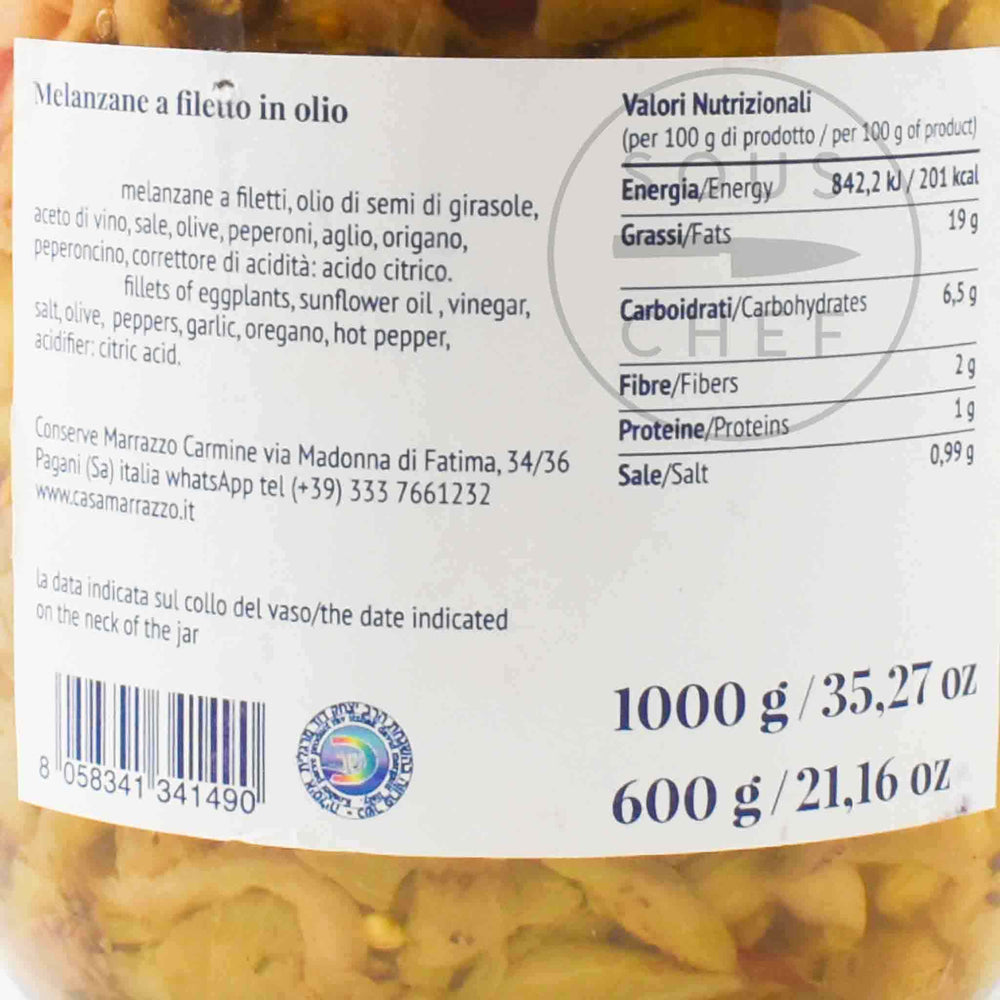 Melanzane a filetto in olio
melanzane a filetti, olio di semi di girasole,
aceto di vino, sale, olive, peperoni, aglio, origano,
peperoncino, correttore di acidità: acido citrico.
fillets of eggplants, sunflower oil , vinegar,
salt, olive, peppers, garlic, oregano, hot pepper,
acidifier: citric acid.
Conserve Marrazzo Carmine via Madonna di Fatima, 34/36
Pagani (Sa) italia whatsApp tel (+39) 333 7661232
www.casamarrazzo.it
la data indicata sul collo del vaso/the date indicated
on the neck of the jar
8 058341 341490
Valori Nutrizionali
(per 100 g di prodotto / per 100 g of product)
Energia/Energy 842,2 kJ / 201 kcal
Grassi/Fats 19 g
Carboidrati/Carbohydrates 6,5 g
Fibre/Fibers 2 g
Proteine/Proteins 1 g
Sale/Salt 0,99 g
1000 g / 35,27 oz
600 g / 21,16 oz
SOUS
CHEF